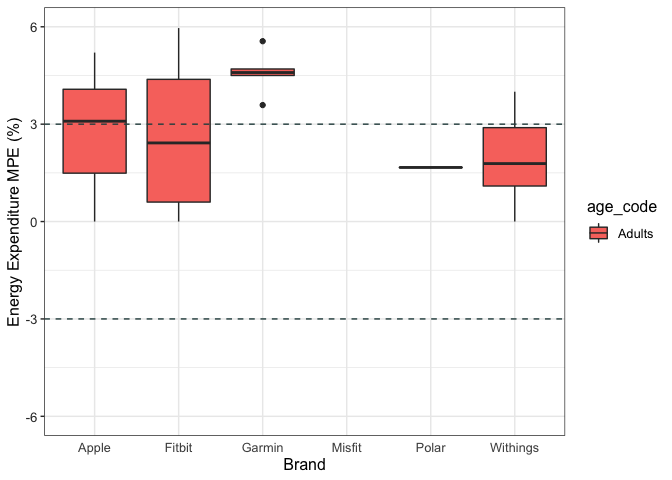 6
3
0
-3
-6
Energy Expenditure MPE (%)
Apple Fitbit Garmin Misfit Polar Withings
Brand
age_code
Adults